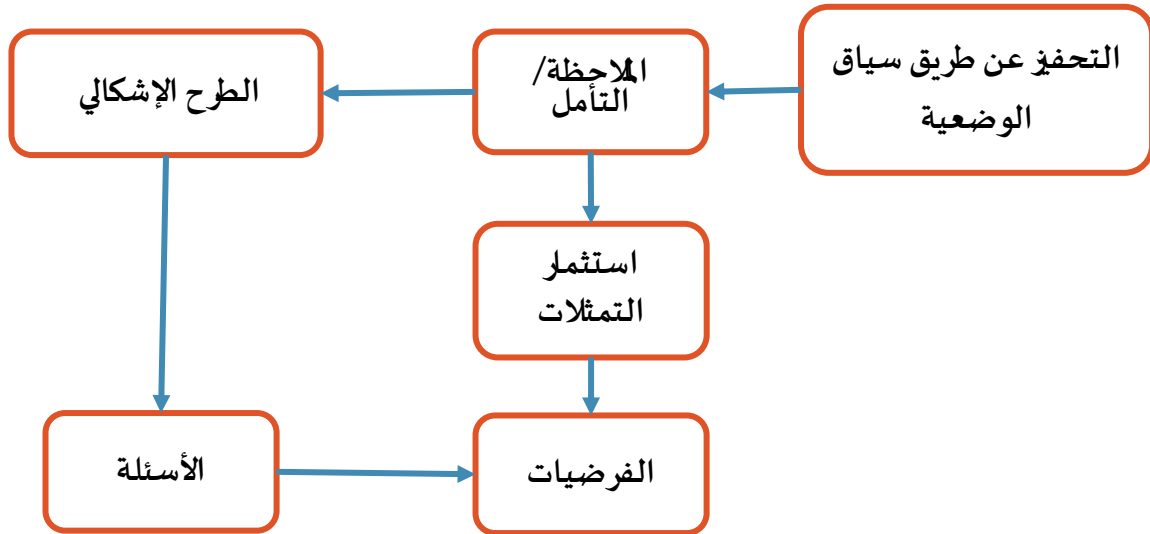 التحفيز عن طريق سياق
الوضعية
الملاحظة/
التأمل
الطرح الإشكالي
استثمار
التمثلات
الأسئلة
الفرضيات